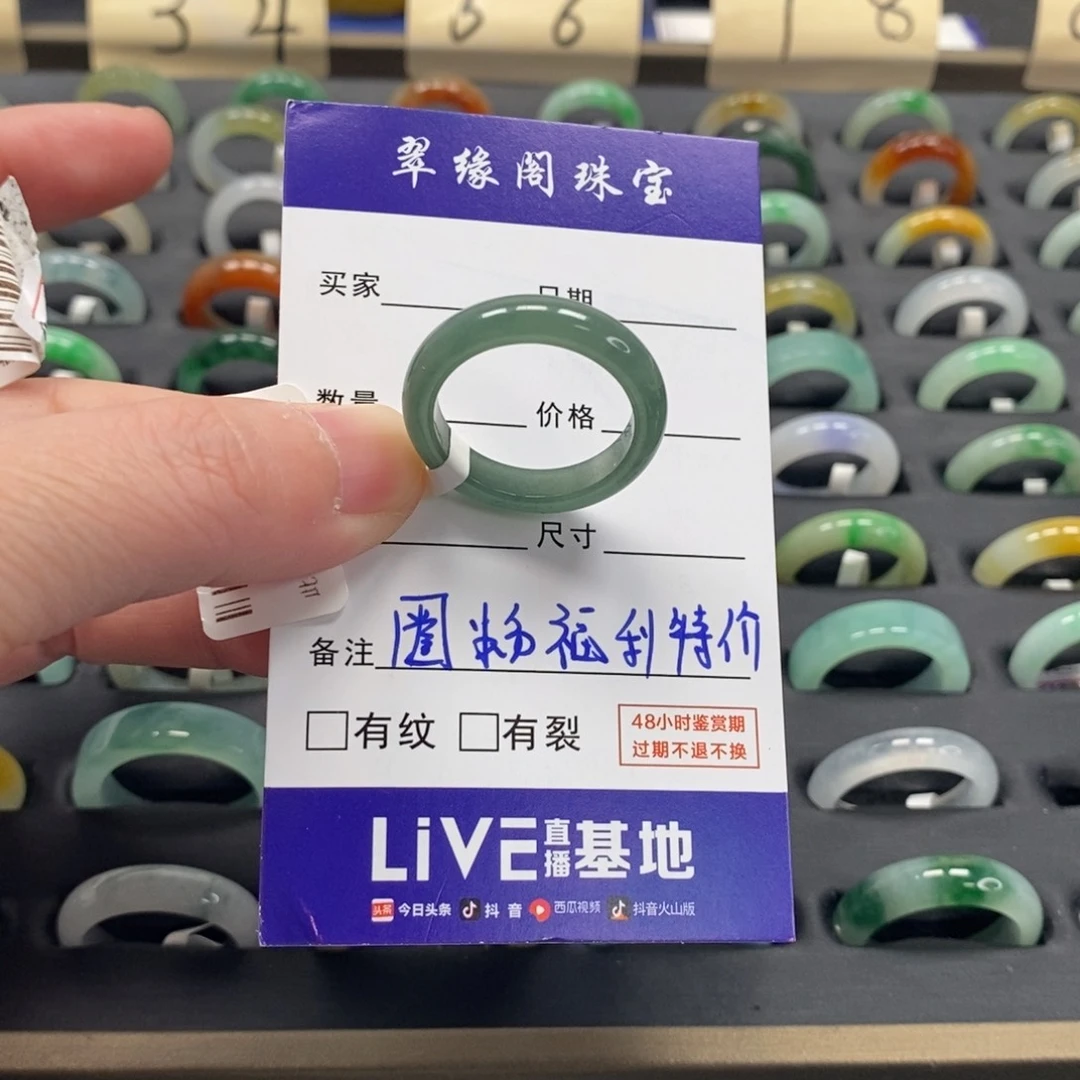 34
66
18
翠缘阁珠宝
买家 日期
数量 价格
尺寸
备注 圈粉福利特价
有纹 有裂
48小时鉴赏期
过期不退不换
LiVE直播基地
今日头条 抖音 西瓜视频 抖音火山版